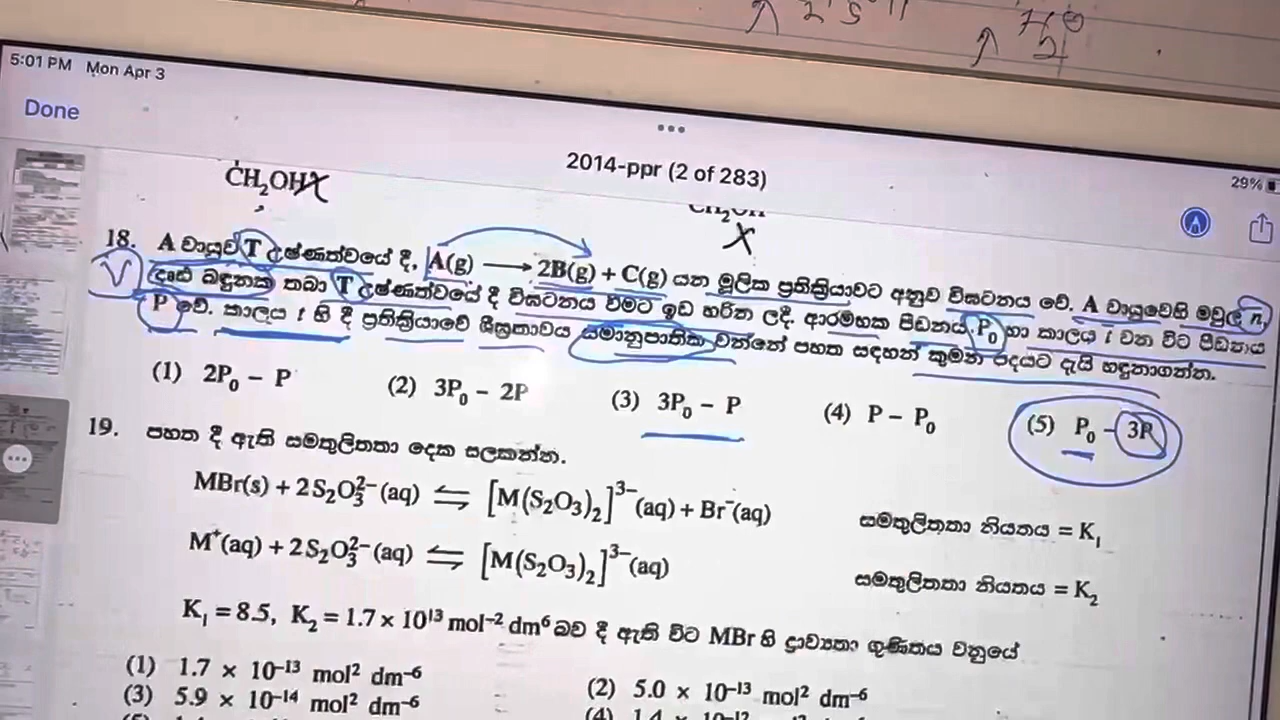 5:01 PM Mon Apr 3
Done
2014-ppr (2 of 283)
29%
CH₂OH
CH₂OH
18. A වායුව T උෂ්ණත්වයේ දී, A(g) ⟶ 2B(g) + C(g) යන මූලික ප්‍රතික්‍රියාවට අනුව විඝටනය වේ. A වායුවෙහි මවුල n,
V දෘඪ බඳුනක තබා T උෂ්ණත්වයේ දී විඝටනය වීමට ඉඩ හරින ලදී. ආරම්භක පීඩනය P₀ හා කාලය t වන විට පීඩනය
P වේ. කාලය t හි දී ප්‍රතික්‍රියාවේ ශීඝ්‍රතාවය සමානුපාතික වන්නේ පහත සඳහන් කුමන පදයට දැයි හඳුනාගන්න.
(1) 2P₀ – P (2) 3P₀ – 2P (3) 3P₀ – P (4) P – P₀ (5) P₀ – 3P
19. පහත දී ඇති සමතුලිතතා දෙක සලකන්න.
MBr(s) + 2S₂O₃²⁻(aq) ⇌ [M(S₂O₃)₂]³⁻(aq) + Br⁻(aq) සමතුලිතතා නියතය = K₁
M⁺(aq) + 2S₂O₃²⁻(aq) ⇌ [M(S₂O₃)₂]³⁻(aq) සමතුලිතතා නියතය = K₂
K₁ = 8.5, K₂ = 1.7 × 10¹³ mol⁻² dm⁶ බව දී ඇති විට MBr හි ද්‍රාව්‍යතා ගුණිතය වනුයේ
(1) 1.7 × 10⁻¹³ mol² dm⁻⁶ (2) 5.0 × 10⁻¹³ mol² dm⁻⁶
(3) 5.9 × 10⁻¹⁴ mol² dm⁻⁶